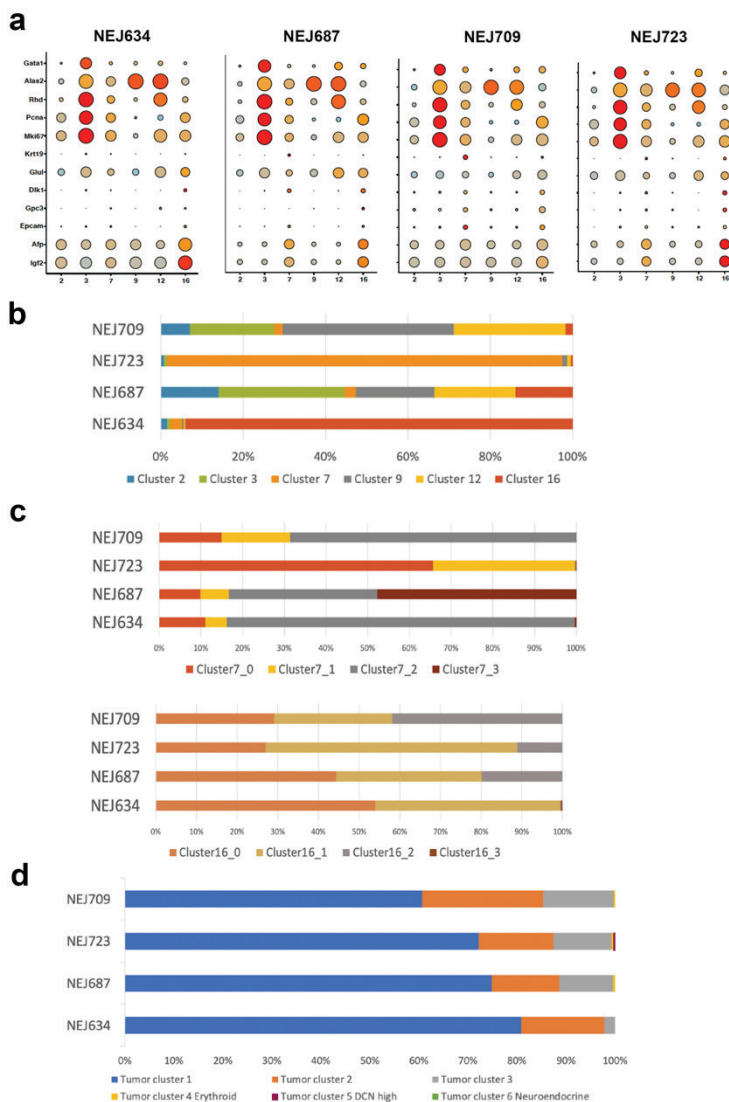 a
NEJ634 NEJ687 NEJ709 NEJ723
Gata1
Alas2
Rhd
Pcna
Mki67
Krt19
Glul
Dlk1
Gpc3
Epcam
Afp
Igf2
2 3 7 9 12 16 2 3 7 9 12 16 2 3 7 9 12 16 2 3 7 9 12 16
b
NEJ709
NEJ723
NEJ687
NEJ634
0% 20% 40% 60% 80% 100%
Cluster 2 Cluster 3 Cluster 7 Cluster 9 Cluster 12 Cluster 16
c
NEJ709
NEJ723
NEJ687
NEJ634
0% 10% 20% 30% 40% 50% 60% 70% 80% 90% 100%
Cluster7_0 Cluster7_1 Cluster7_2 Cluster7_3
NEJ709
NEJ723
NEJ687
NEJ634
0% 10% 20% 30% 40% 50% 60% 70% 80% 90% 100%
Cluster16_0 Cluster16_1 Cluster16_2 Cluster16_3
d
NEJ709
NEJ723
NEJ687
NEJ634
0% 10% 20% 30% 40% 50% 60% 70% 80% 90% 100%
Tumor cluster 1 Tumor cluster 2 Tumor cluster 3
Tumor cluster 4 Erythroid Tumor cluster 5 DCN high Tumor cluster 6 Neuroendocrine